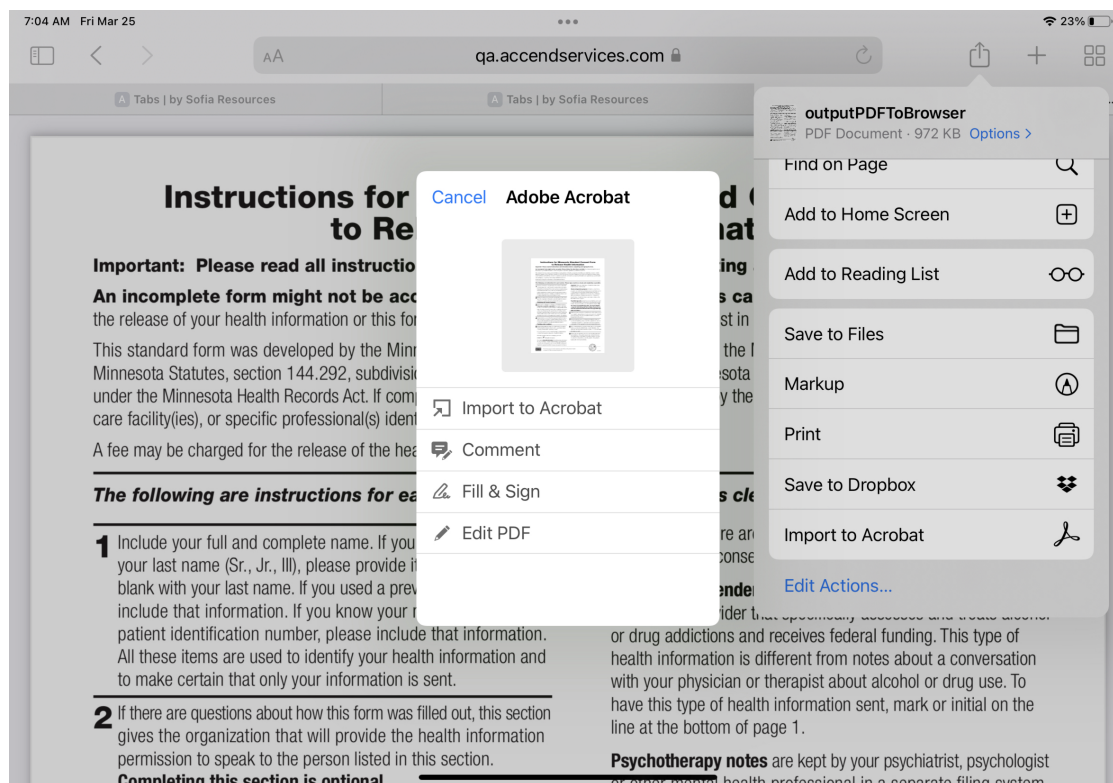 7:04 AM Fri Mar 25
23%
AA
qa.accendservices.com
A Tabs | by Sofia Resources
A Tabs | by Sofia Resources
outputPDFToBrowser
PDF Document · 972 KB Options >
Find on Page
Add to Home Screen
Add to Reading List
Save to Files
Markup
Print
Save to Dropbox
Import to Acrobat
Edit Actions...
Cancel Adobe Acrobat
Import to Acrobat
Comment
Fill & Sign
Edit PDF
Instructions for
to Re
Important: Please read all instructio
An incomplete form might not be acc
the release of your health information or this for
This standard form was developed by the Minn
Minnesota Statutes, section 144.292, subdivisi
under the Minnesota Health Records Act. If com
care facility(ies), or specific professional(s) ident
A fee may be charged for the release of the hea
The following are instructions for ea
1 Include your full and complete name. If you
your last name (Sr., Jr., III), please provide i
blank with your last name. If you used a prev
include that information. If you know your
patient identification number, please include that information.
All these items are used to identify your health information and
to make certain that only your information is sent.
2 If there are questions about how this form was filled out, this section
gives the organization that will provide the health information
permission to speak to the person listed in this section.
Completing this section is optional
or drug addictions and receives federal funding. This type of
health information is different from notes about a conversation
with your physician or therapist about alcohol or drug use. To
have this type of health information sent, mark or initial on the
line at the bottom of page 1.
Psychotherapy notes are kept by your psychiatrist, psychologist
or other mental health professional in a separate filing system